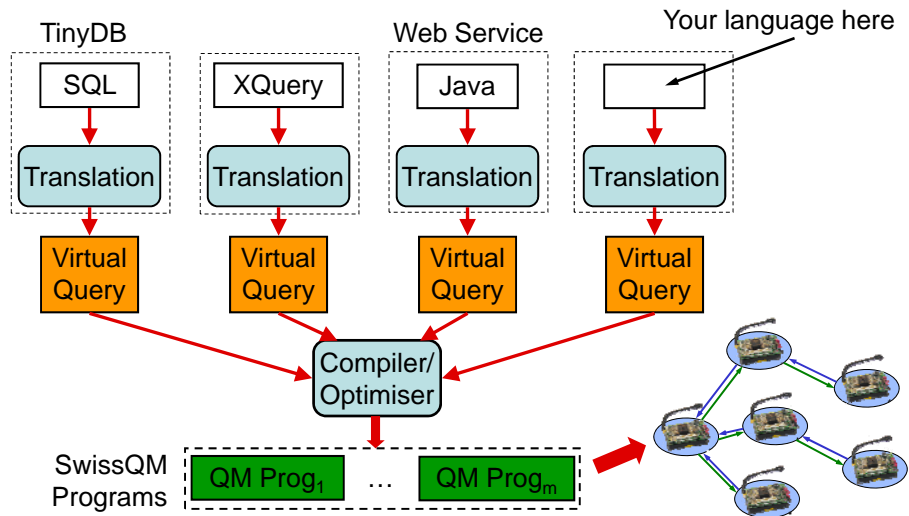 Your language here
TinyDB
Web Service
SQL
XQuery
Java
Translation
Translation
Translation
Translation
Virtual
Query
Virtual
Query
Virtual
Query
Virtual
Query
Compiler/
Optimiser
SwissQM
Programs
QM Prog1
...
QM Progm